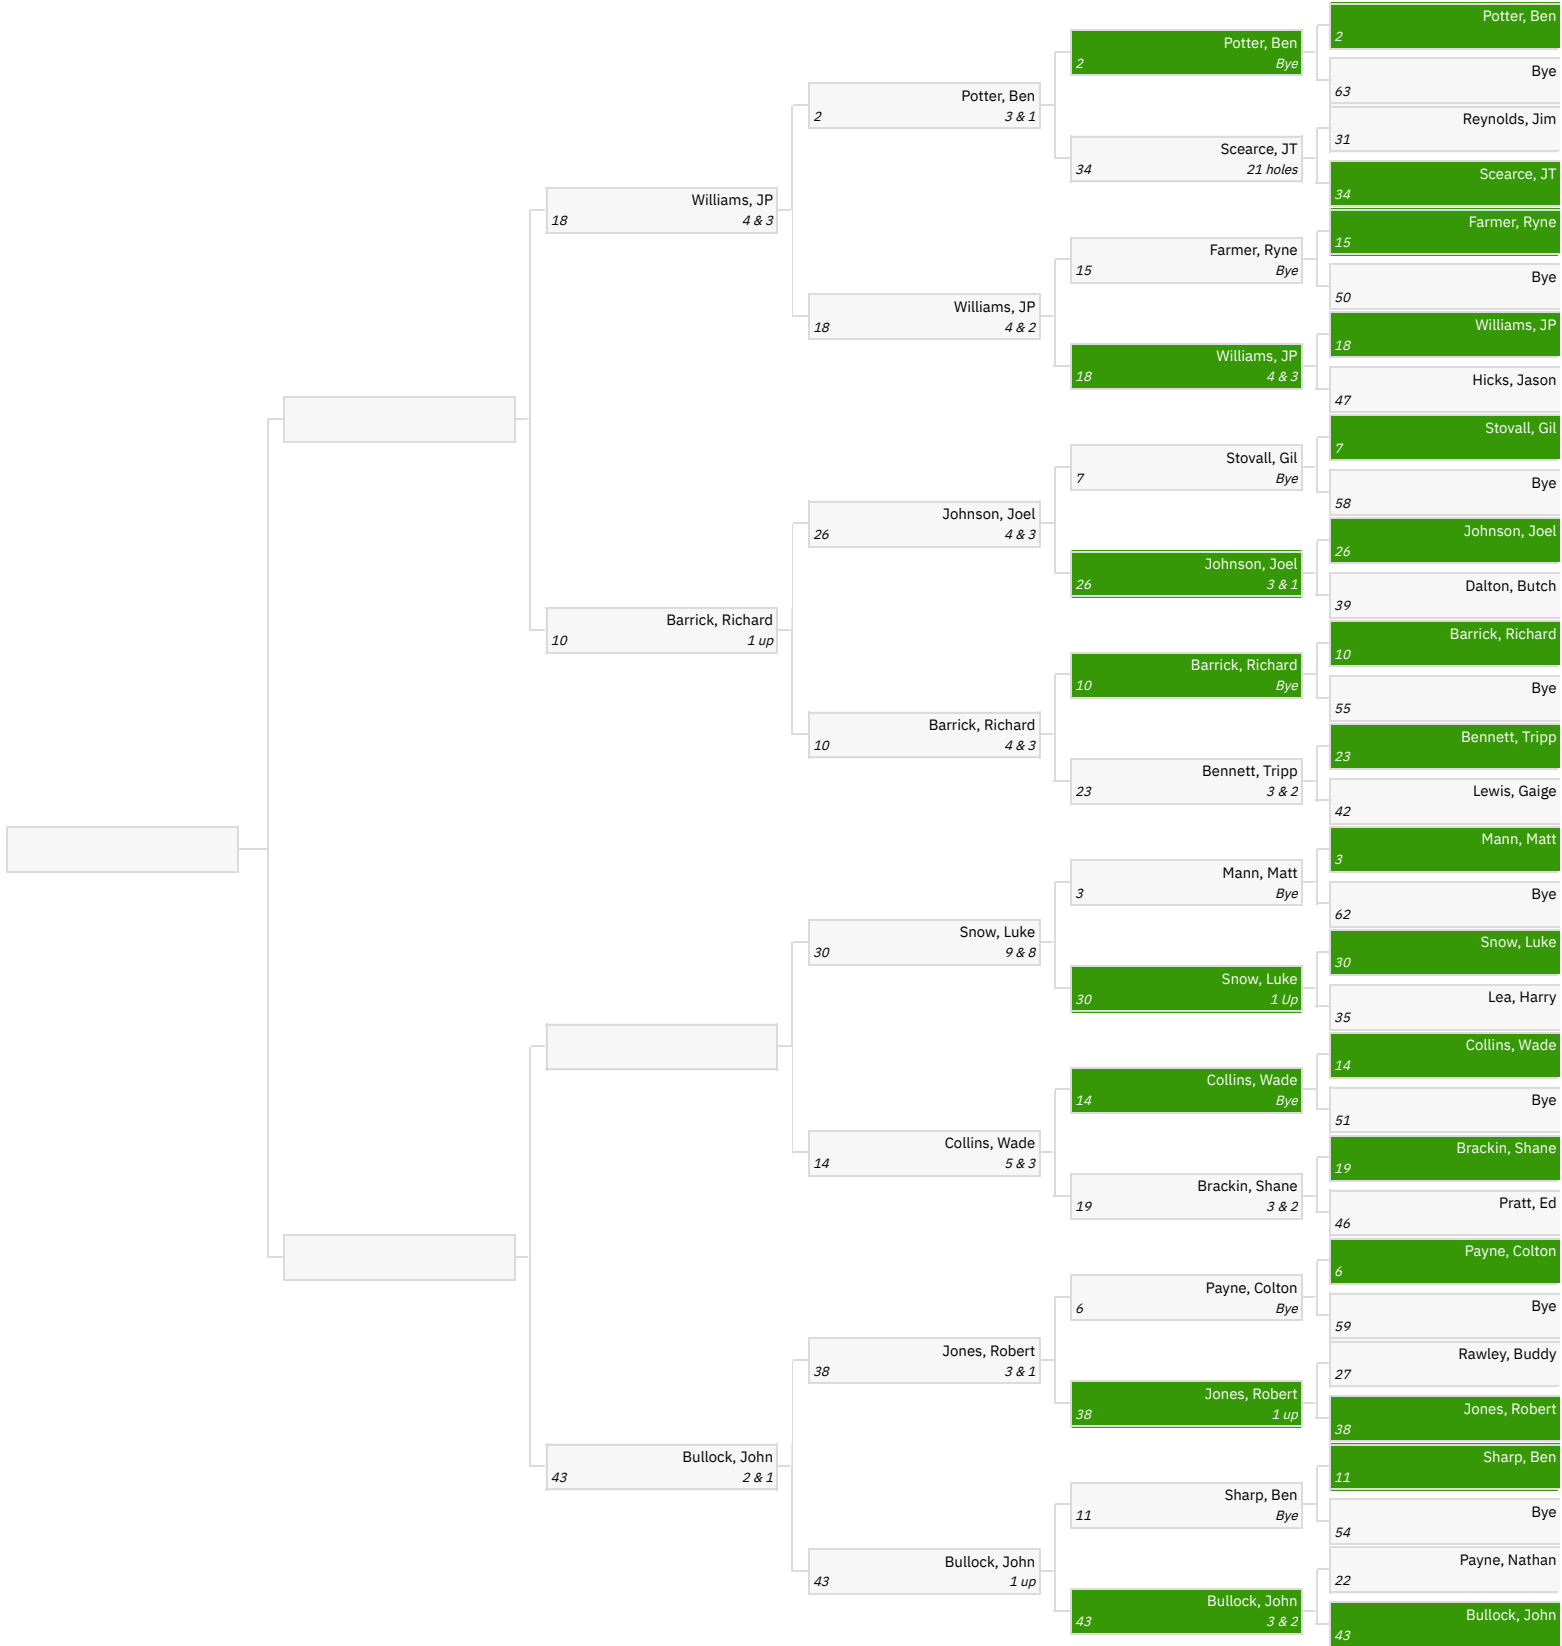 Potter, Ben
2
Bye
63
Reynolds, Jim
31
Scearce, JT
34
Farmer, Ryne
15
Bye
50
Williams, JP
18
Hicks, Jason
47
Stovall, Gil
7
Bye
58
Johnson, Joel
26
Dalton, Butch
39
Barrick, Richard
10
Bye
55
Bennett, Tripp
23
Lewis, Gaige
42
Mann, Matt
3
Bye
62
Snow, Luke
30
Lea, Harry
35
Collins, Wade
14
Bye
51
Brackin, Shane
19
Pratt, Ed
46
Payne, Colton
6
Bye
59
Rawley, Buddy
27
Jones, Robert
38
Sharp, Ben
11
Bye
54
Payne, Nathan
22
Bullock, John
43
Potter, Ben
2 Bye
Scearce, JT
34 21 holes
Farmer, Ryne
15 Bye
Williams, JP
18 4 & 3
Stovall, Gil
7 Bye
Johnson, Joel
26 3 & 1
Barrick, Richard
10 Bye
Bennett, Tripp
23 3 & 2
Mann, Matt
3 Bye
Snow, Luke
30 1 Up
Collins, Wade
14 Bye
Brackin, Shane
19 3 & 2
Payne, Colton
6 Bye
Jones, Robert
38 1 up
Sharp, Ben
11 Bye
Bullock, John
43 3 & 2
Potter, Ben
2 3 & 1
Williams, JP
18 4 & 2
Johnson, Joel
26 4 & 3
Barrick, Richard
10 4 & 3
Snow, Luke
30 9 & 8
Collins, Wade
14 5 & 3
Jones, Robert
38 3 & 1
Bullock, John
43 1 up
Williams, JP
18 4 & 3
Barrick, Richard
10 1 up
Bullock, John
43 2 & 1